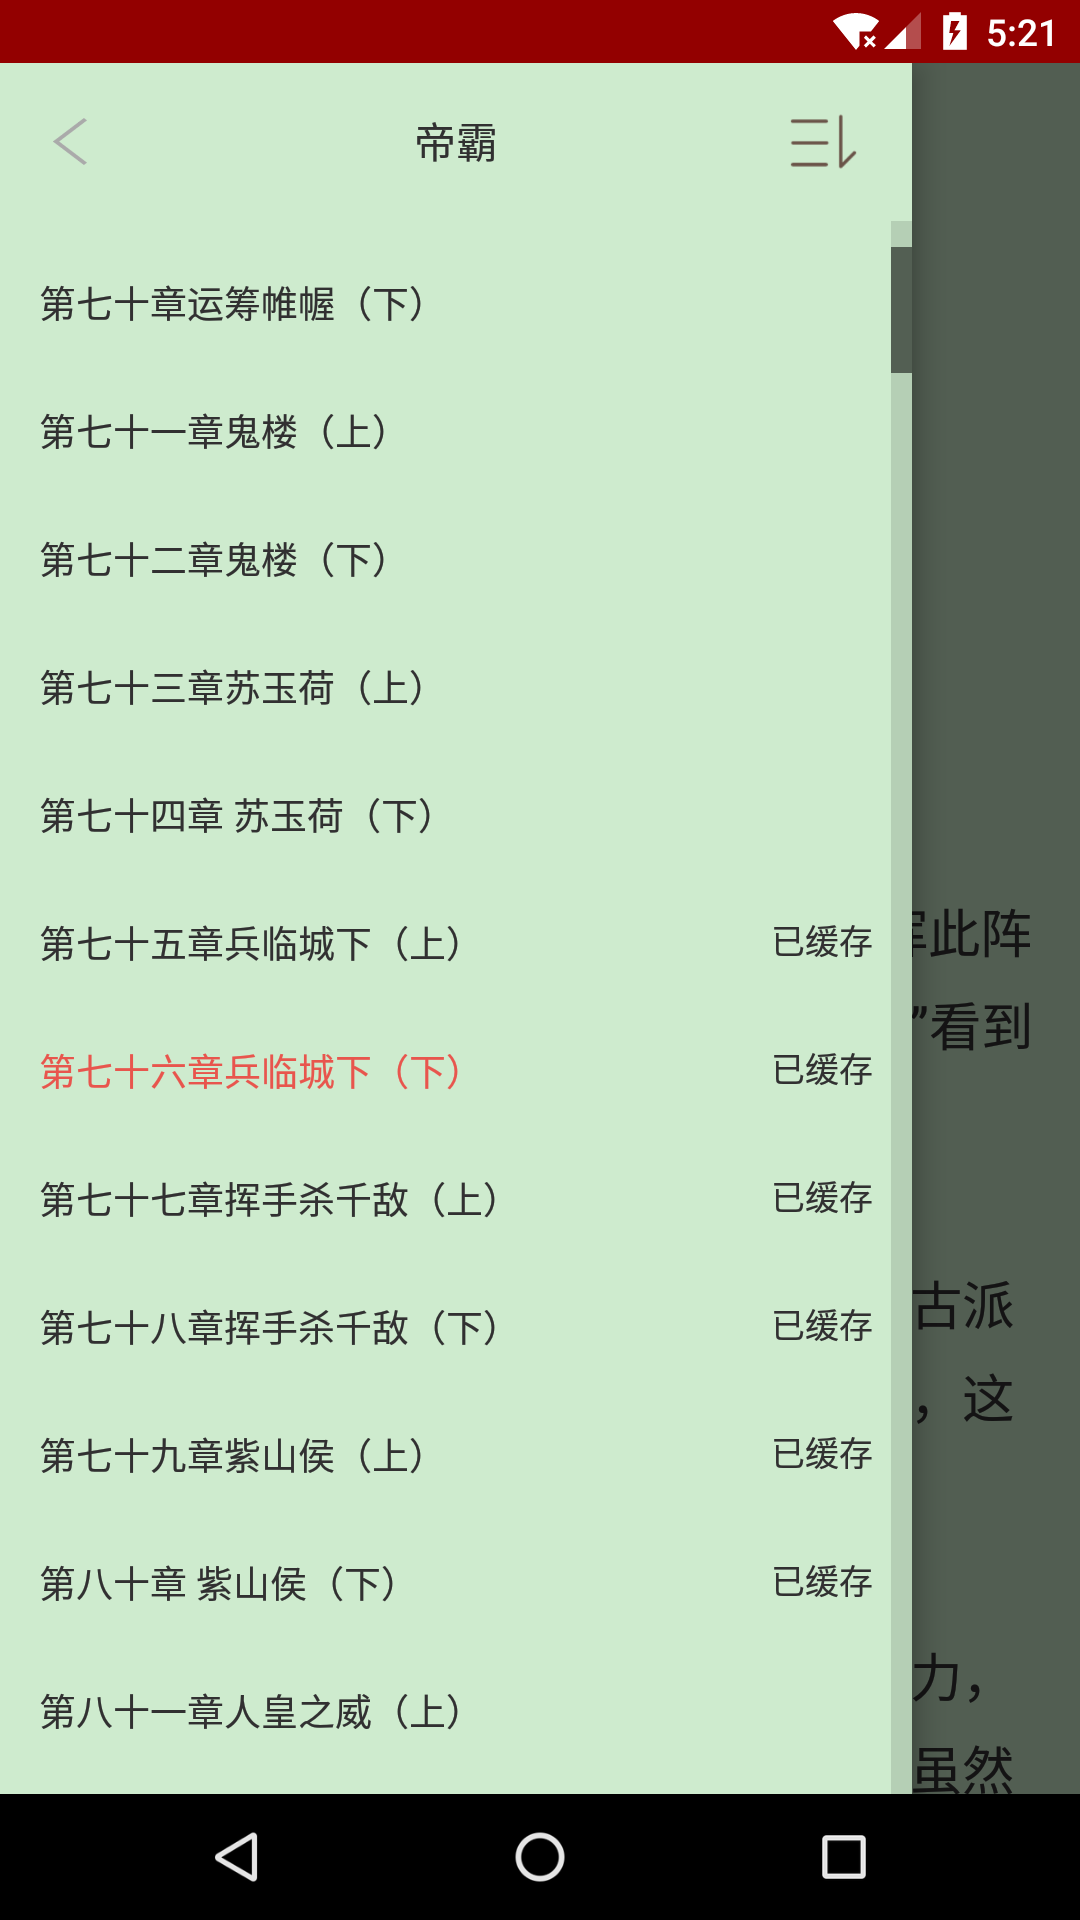 5:21
帝霸
第七十章运筹帷幄（下）
第七十一章鬼楼（上）
第七十二章鬼楼（下）
第七十三章苏玉荷（上）
第七十四章 苏玉荷（下）
第七十五章兵临城下（上） 已缓存
第七十六章兵临城下（下） 已缓存
第七十七章挥手杀千敌（上） 已缓存
第七十八章挥手杀千敌（下） 已缓存
第七十九章紫山侯（上） 已缓存
第八十章 紫山侯（下） 已缓存
第八十一章人皇之威（上）
此阵
”看到
古派
，这
力，
虽然